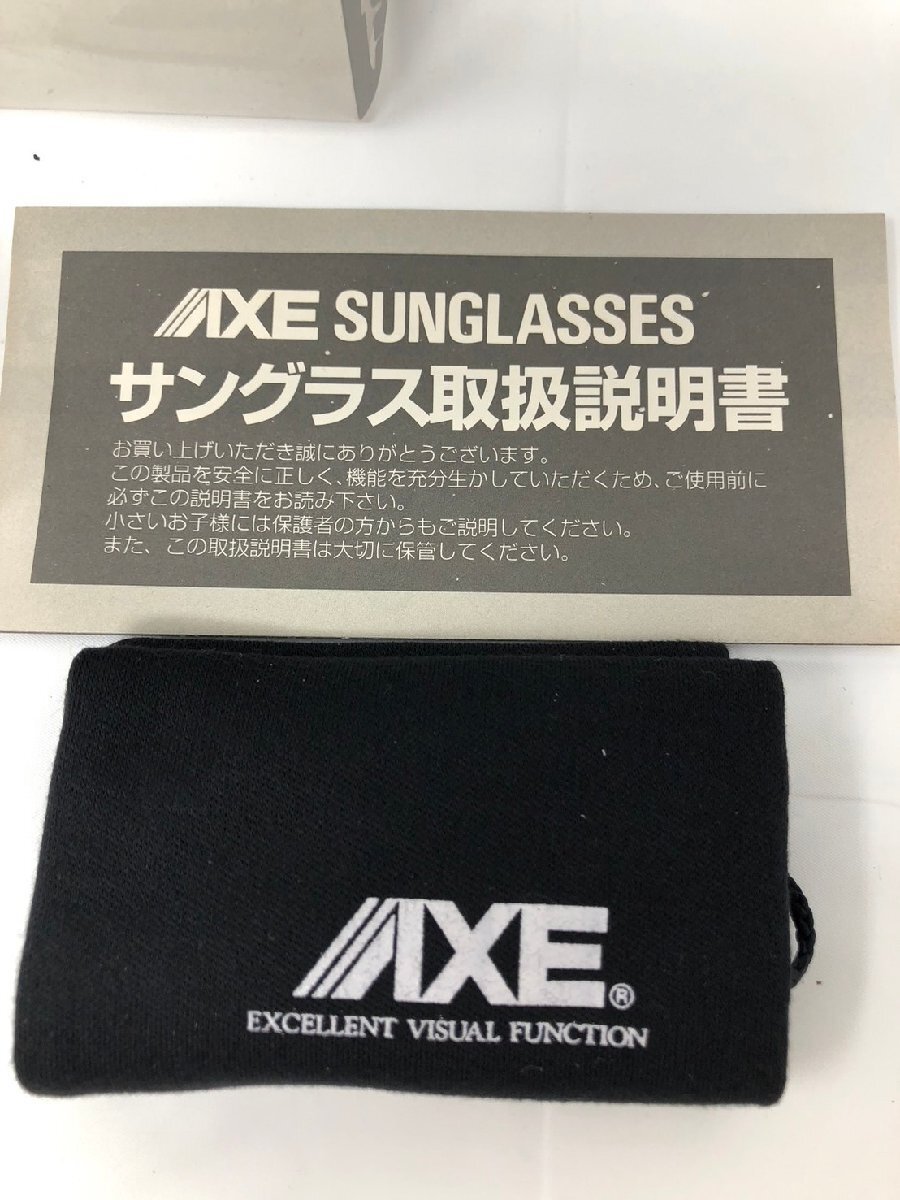 AXE SUNGLASSES
サングラス取扱説明書
お買い上げいただき誠にありがとうございます。
この製品を安全に正しく、機能を充分生かしていただくため、ご使用前に
必ずこの説明書をお読み下さい。
小さいお子様には保護者の方からもご説明してください。
また、この取扱説明書は大切に保管してください。
AXE®
EXCELLENT VISUAL FUNCTION